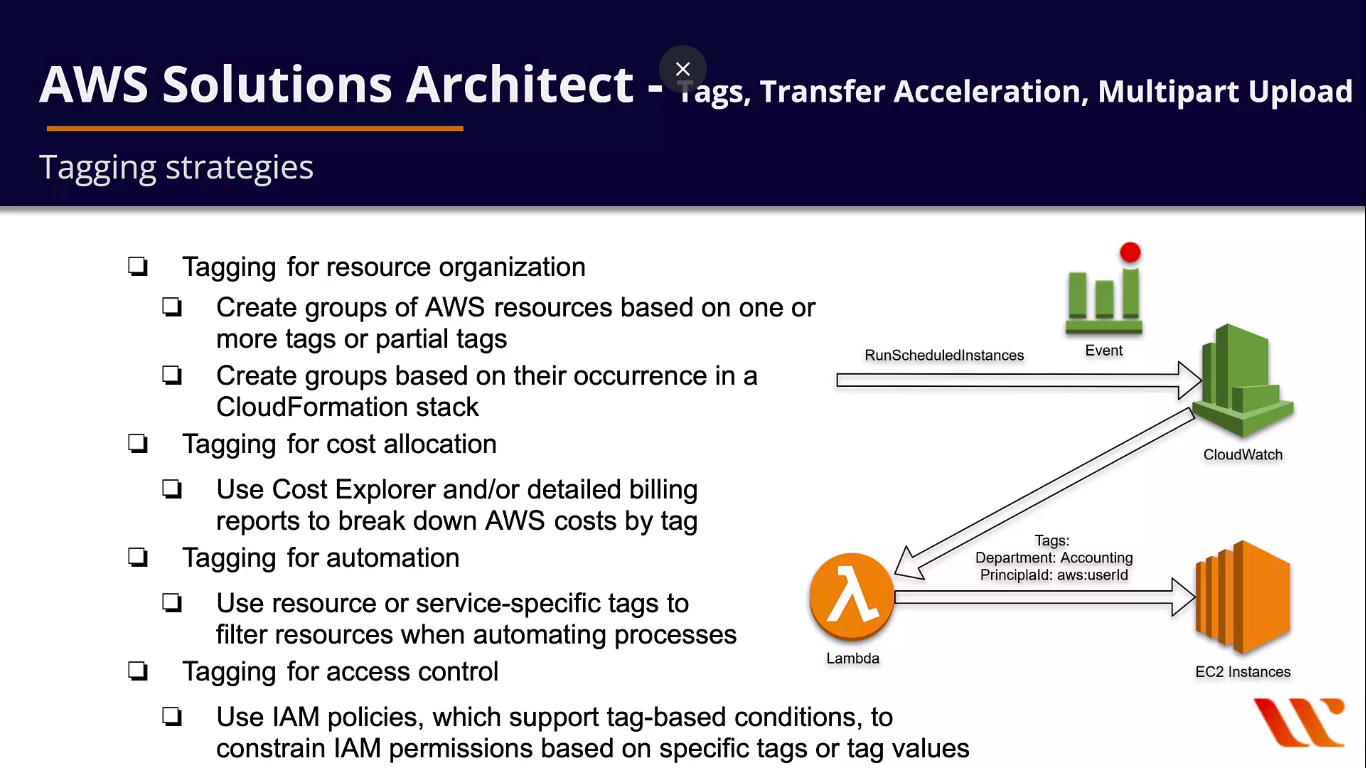 AWS Solutions Architect - Tags, Transfer Acceleration, Multipart Upload
Tagging strategies
Tagging for resource organization
Create groups of AWS resources based on one or
more tags or partial tags
Create groups based on their occurrence in a
CloudFormation stack
Tagging for cost allocation
Use Cost Explorer and/or detailed billing
reports to break down AWS costs by tag
Tagging for automation
Use resource or service-specific tags to
filter resources when automating processes
Tagging for access control
Use IAM policies, which support tag-based conditions, to
constrain IAM permissions based on specific tags or tag values
Event
RunScheduledInstances
CloudWatch
Tags:
Department: Accounting
PrincipIaId: aws:userId
Lambda
EC2 Instances